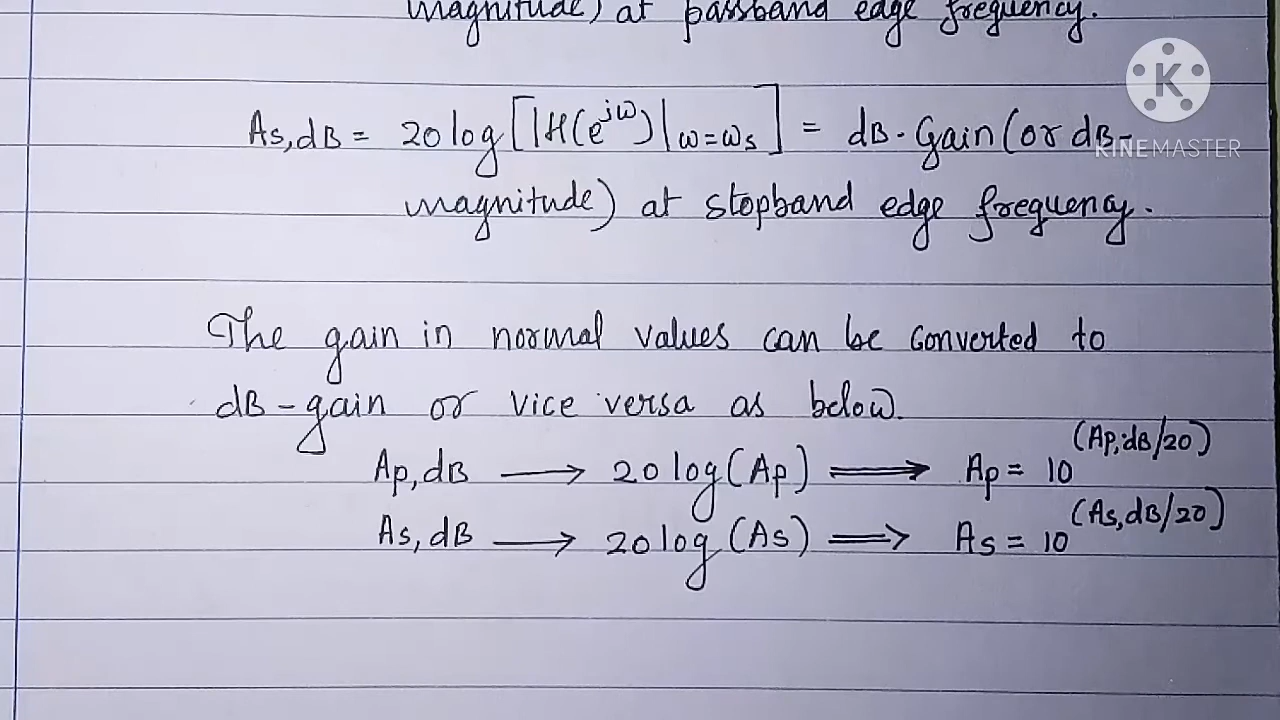 magnitude) at passband edge frequency.
As,dB = 20 log[|H(e^jω)|ω=ωs] = dB-Gain (or dB-
magnitude) at stopband edge frequency.
The gain in normal values can be converted to
dB-gain or vice versa as below.
Ap,dB → 20 log(Ap) ⟹ Ap = 10^(Ap,dB/20)
As,dB → 20 log(As) ⟹ As = 10^(As,dB/20)
K
KINEMASTER